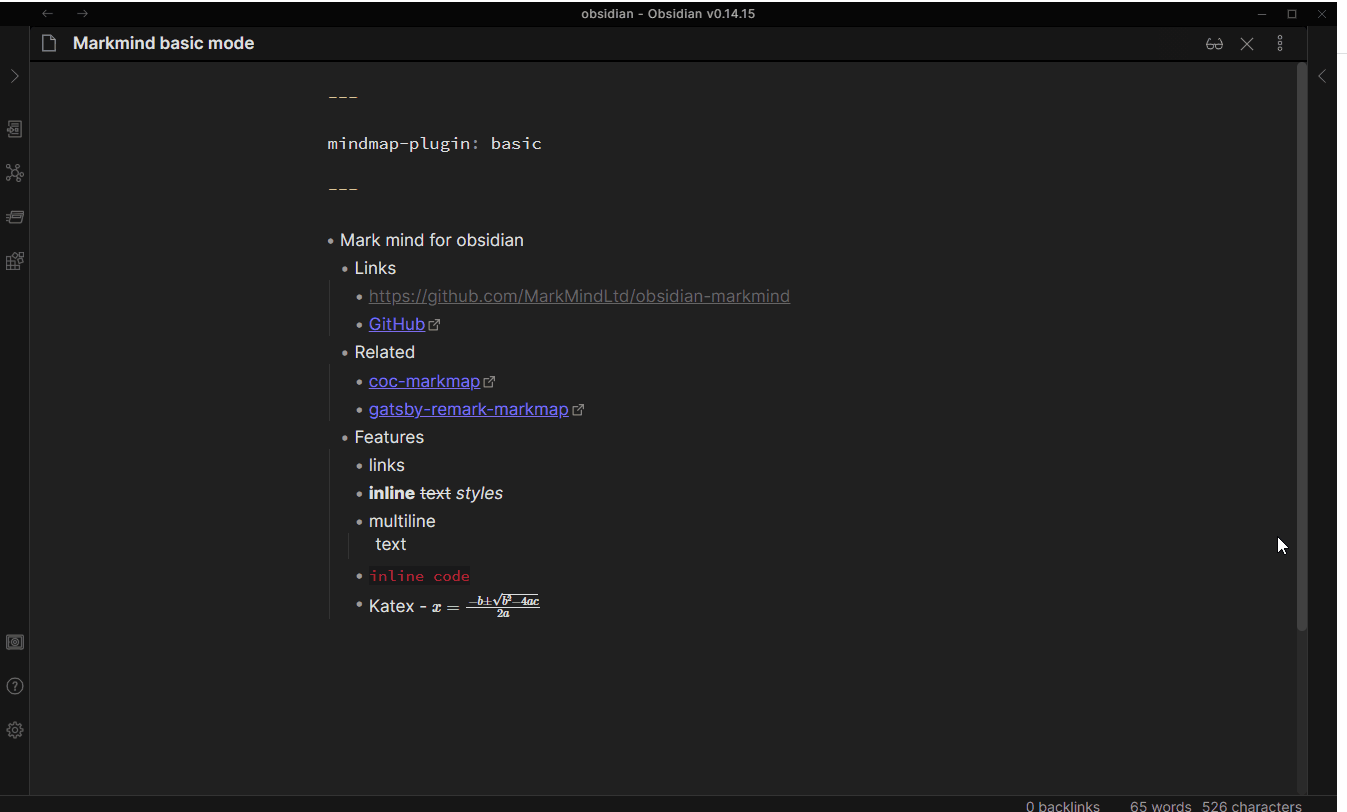 obsidian - Obsidian v0.14.15
Markmind basic mode
---
mindmap-plugin: basic
---
Mark mind for obsidian
Links
https://github.com/MarkMindLtd/obsidian-markmind
GitHub
Related
coc-markmap
gatsby-remark-markmap
Features
links
inline text styles
multiline
text
inline code
Katex - x = \frac{-b±\sqrt{b²-4ac}}{2a}
0 backlinks 65 words 526 characters